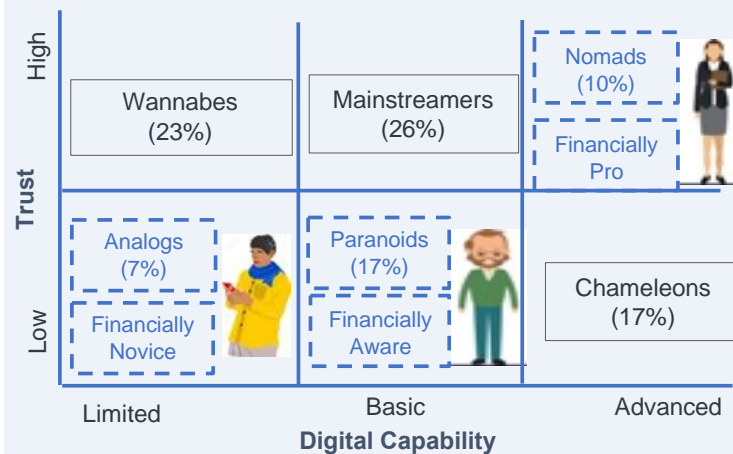 High
Trust
Low
Wannabes
(23%)
Mainstreamers
(26%)
Nomads
(10%)
Financially
Pro
Analogs
(7%)
Financially
Novice
Paranoids
(17%)
Financially
Aware
Chameleons
(17%)
Limited
Basic
Advanced
Digital Capability